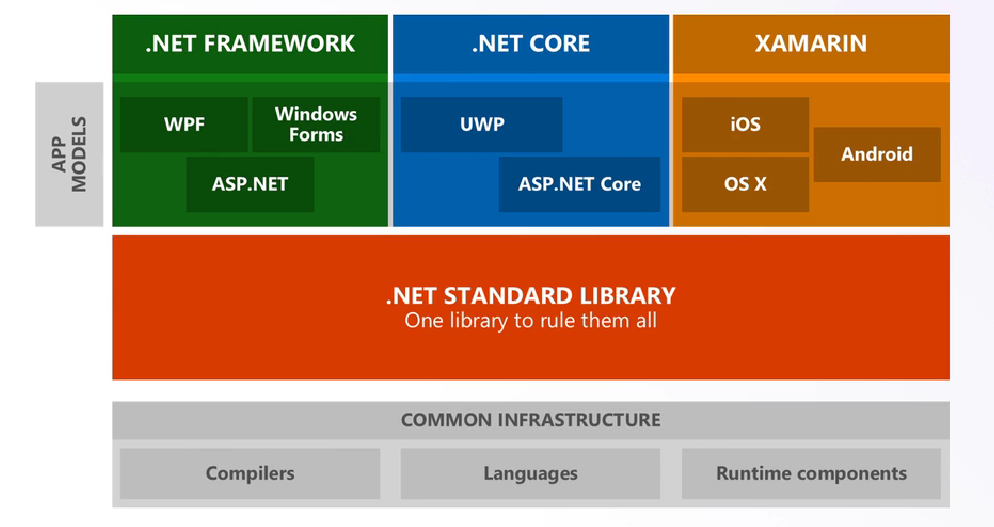 .NET FRAMEWORK
.NET CORE
XAMARIN
APP
MODELS
WPF
Windows
Forms
ASP.NET
UWP
ASP.NET Core
iOS
Android
OS X
.NET STANDARD LIBRARY
One library to rule them all
COMMON INFRASTRUCTURE
Compilers
Languages
Runtime components